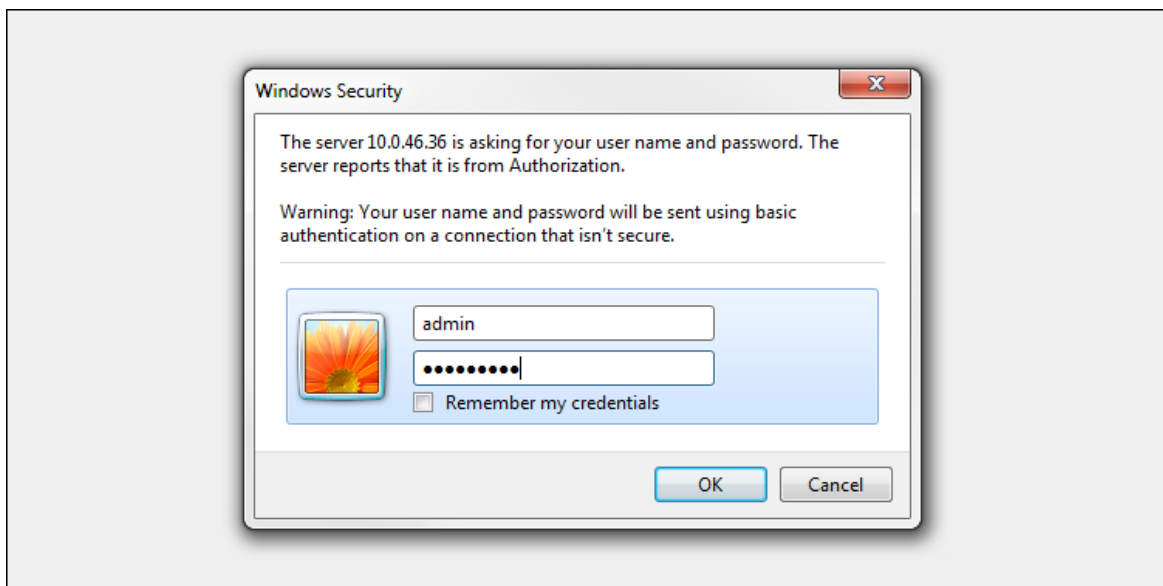 Windows Security
The server 10.0.46.36 is asking for your user name and password. The
server reports that it is from Authorization.
Warning: Your user name and password will be sent using basic
authentication on a connection that isn't secure.
admin
●●●●●●●●●
Remember my credentials
OK
Cancel